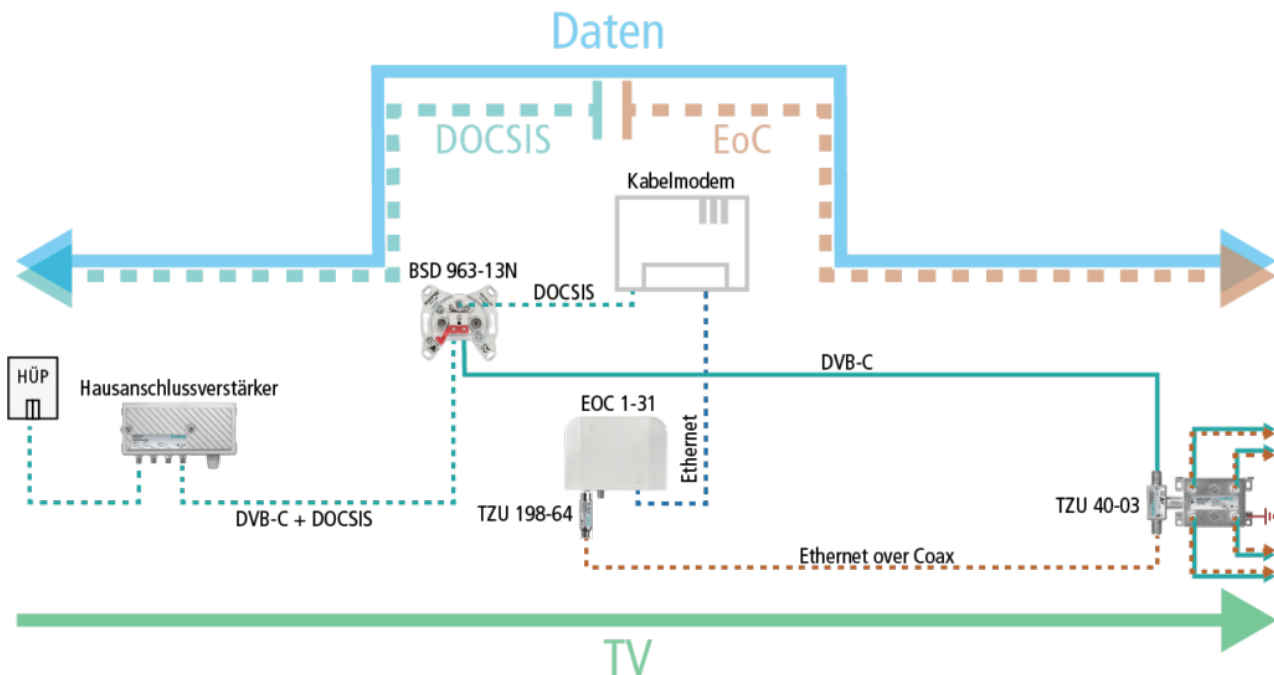 Daten
DOCSIS
EoC
Kabelmodem
BSD 963-13N
DOCSIS
HÜP
Hausanschlussverstärker
DVB-C
EOC 1-31
Ethernet
TZU 198-64
TZU 40-03
DVB-C + DOCSIS
Ethernet over Coax
TV